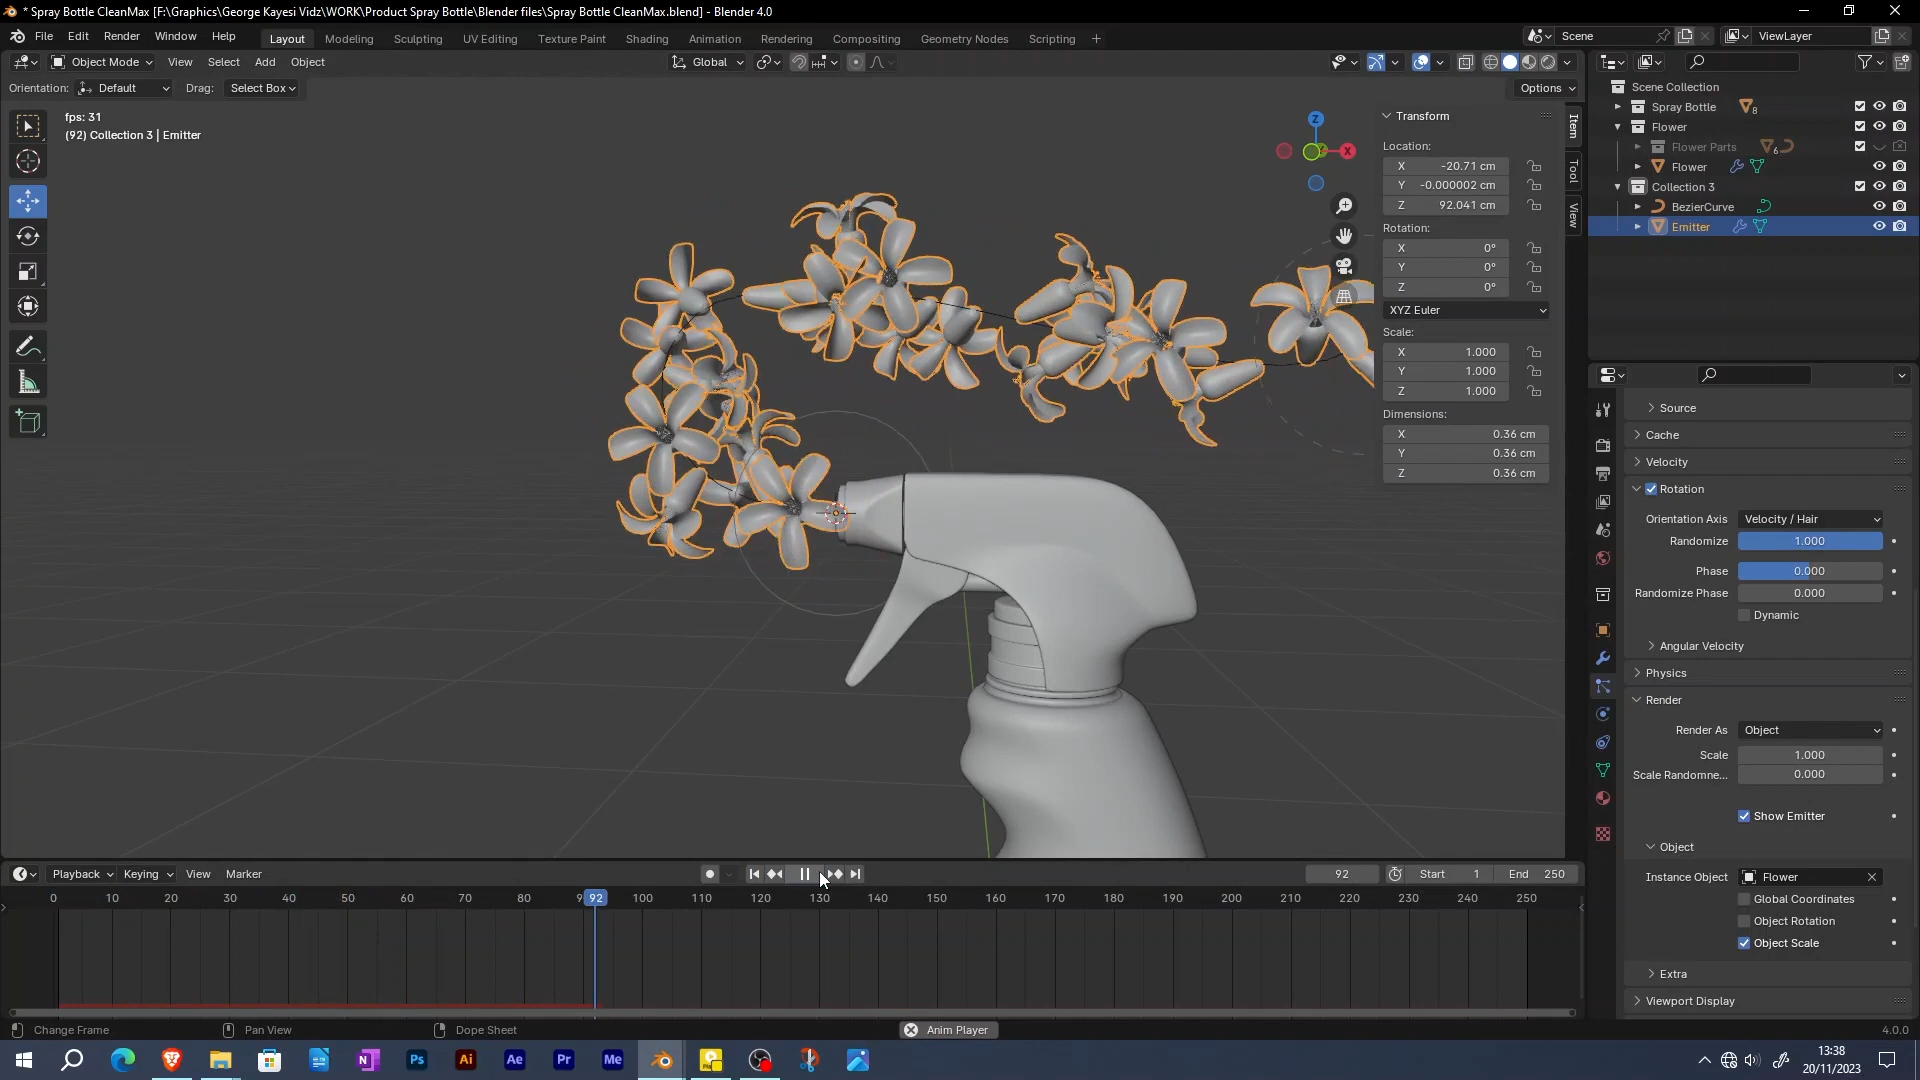 * Spray Bottle CleanMax [F:\Graphics\George Kayesi Vidz\WORK\Product Spray Bottle\Blender files\Spray Bottle CleanMax.blend] - Blender 4.0
File Edit Render Window Help
Layout Modeling Sculpting UV Editing Texture Paint Shading Animation Rendering Compositing Geometry Nodes Scripting +
Scene ViewLayer
Object Mode View Select Add Object Global
Orientation: Default Drag: Select Box Options
fps: 31
(92) Collection 3 | Emitter
Z
X
Transform
Location:
X -20.71 cm
Y -0.000002 cm
Z 92.041 cm
Rotation:
X 0°
Y 0°
Z 0°
XYZ Euler
Scale:
X 1.000
Y 1.000
Z 1.000
Dimensions:
X 0.36 cm
Y 0.36 cm
Z 0.36 cm
Item
Tool
View
Scene Collection
Spray Bottle 8
Flower
Flower Parts 6
Flower
Collection 3
BezierCurve
Emitter
Source
Cache
Velocity
Rotation
Orientation Axis Velocity / Hair
Randomize 1.000
Phase 0.000
Randomize Phase 0.000
Dynamic
Angular Velocity
Physics
Render
Render As Object
Scale 1.000
Scale Randomne... 0.000
Show Emitter
Object
Instance Object Flower
Global Coordinates
Object Rotation
Object Scale
Extra
Viewport Display
Playback Keying View Marker 92 Start 1 End 250
0 10 20 30 40 50 60 70 80 9 92 100 110 120 130 140 150 160 170 180 190 200 210 220 230 240 250
Change Frame Pan View Dope Sheet Anim Player 4.0.0
N Ps Ai Ae Pr Me
13:38
20/11/2023